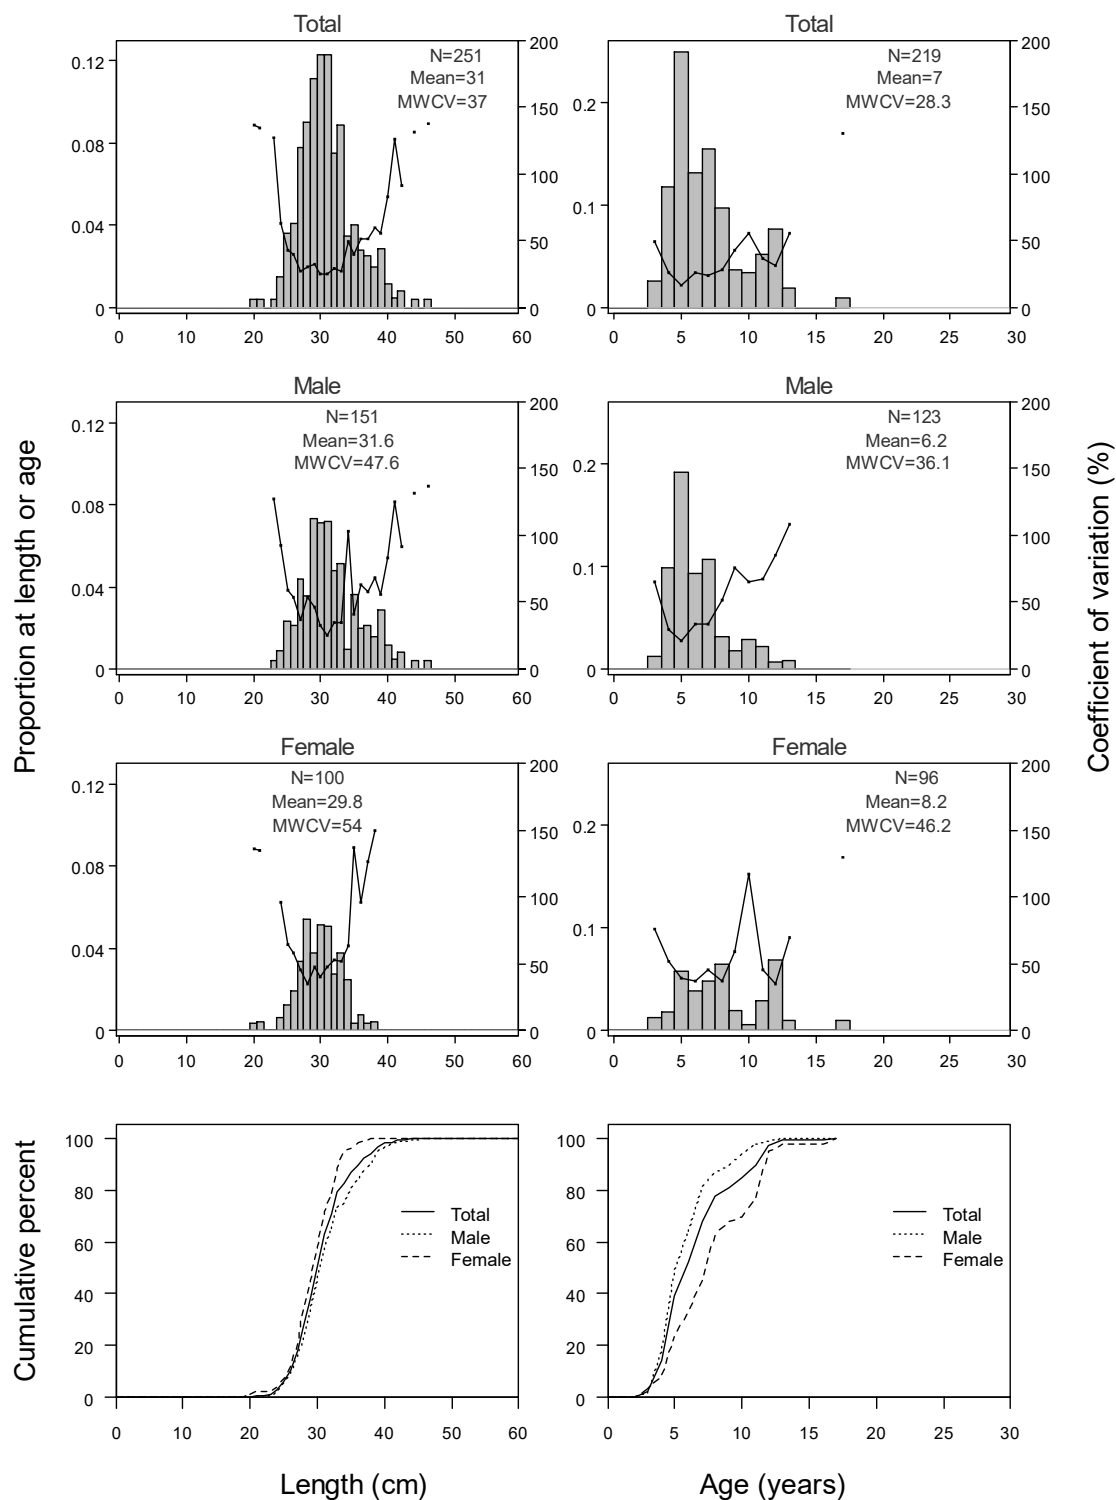 Total
Total
N=251
Mean=31
MWCV=37
N=219
Mean=7
MWCV=28.3
0.12
0.08
0.04
0
200
150
100
50
0
0.2
0.1
0
200
150
100
50
0
0 10 20 30 40 50 60
0 5 10 15 20 25 30
Male
Male
N=151
Mean=31.6
MWCV=47.6
N=123
Mean=6.2
MWCV=36.1
0.12
0.08
0.04
0
200
150
100
50
0
0.2
0.1
0
200
150
100
50
0
0 10 20 30 40 50 60
0 5 10 15 20 25 30
Proportion at length or age
Coefficient of variation (%)
Female
Female
N=100
Mean=29.8
MWCV=54
N=96
Mean=8.2
MWCV=46.2
0.12
0.08
0.04
0
200
150
100
50
0
0.2
0.1
0
200
150
100
50
0
0 10 20 30 40 50 60
0 5 10 15 20 25 30
Cumulative percent
100
80
60
40
20
0
Total
Male
Female
100
80
60
40
20
0
Total
Male
Female
0 10 20 30 40 50 60
0 5 10 15 20 25 30
Length (cm)
Age (years)